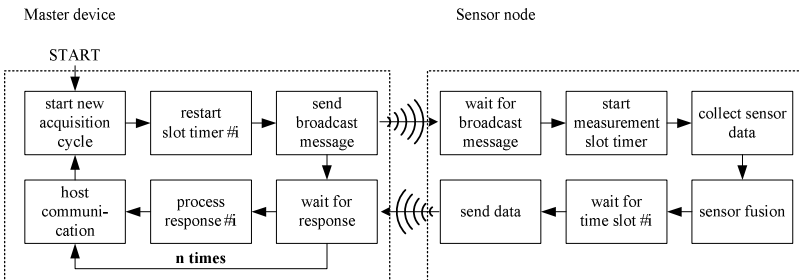 Master device
Sensor node
START
start new
acquisition
cycle
restart
slot timer #i
send
broadcast
message
wait for
broadcast
message
start
measurement
slot timer
collect sensor
data
host
communi-
cation
process
response #i
wait for
response
send data
wait for
time slot #i
sensor fusion
n times